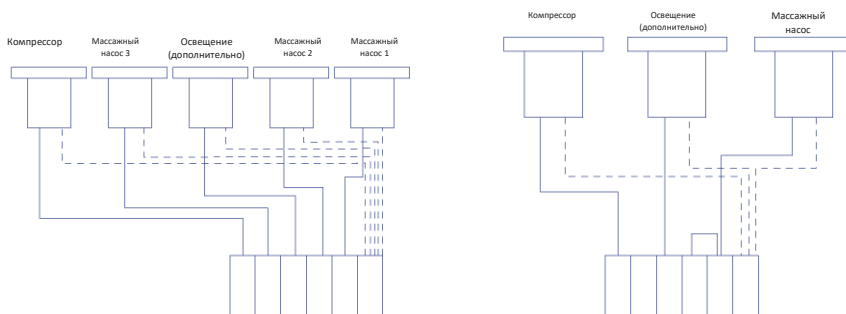 Компрессор
Массажный
насос 3
Освещение
(дополнительно)
Массажный
насос 2
Массажный
насос 1
Компрессор
Освещение
(дополнительно)
Массажный
насос